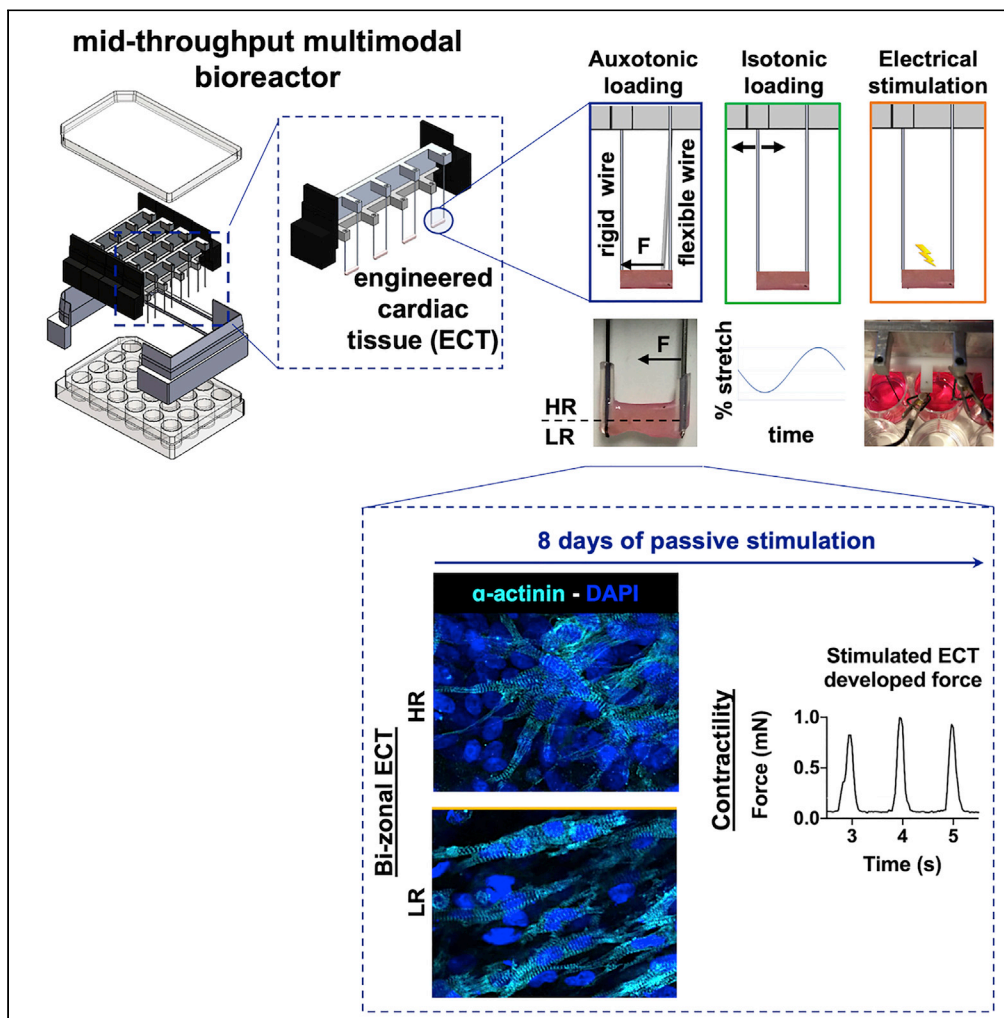 mid-throughput multimodal
bioreactor
engineered
cardiac
tissue (ECT)
Auxotonic
loading
Isotonic
loading
Electrical
stimulation
rigid wire
F
flexible wire
F
HR
LR
% stretch
time
8 days of passive stimulation
α-actinin - DAPI
Bi-zonal ECT
HR
LR
Contractility
Stimulated ECT
developed force
Force (mN)
1.0
0.5
0.0
3 4 5
Time (s)